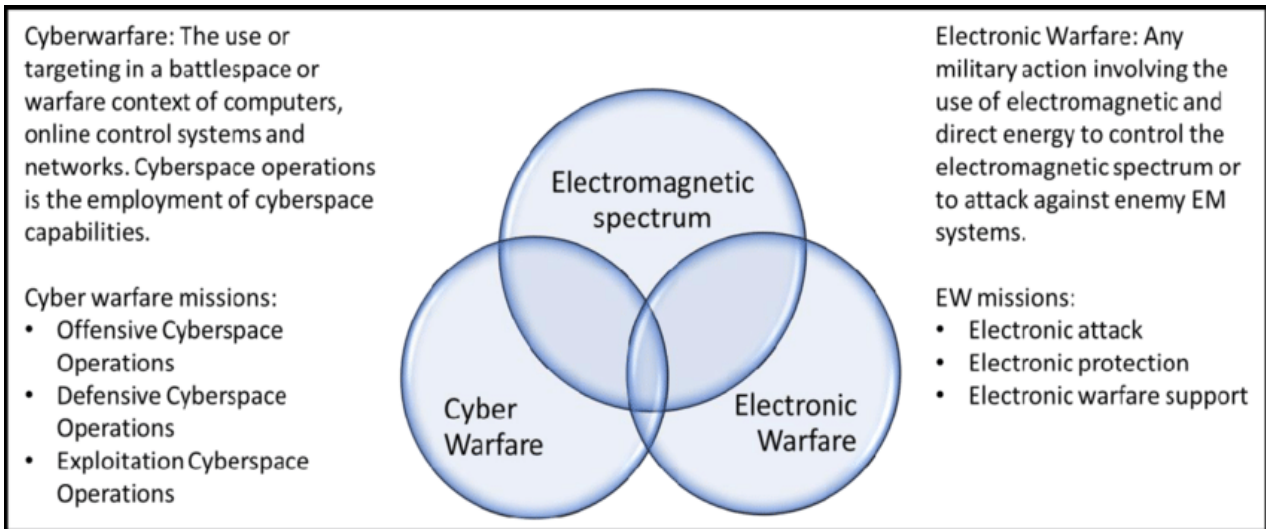 Cyberwarfare: The use or
targeting in a battlespace or
warfare context of computers,
online control systems and
networks. Cyberspace operations
is the employment of cyberspace
capabilities.
Cyber warfare missions:
• Offensive Cyberspace
Operations
• Defensive Cyberspace
Operations
• Exploitation Cyberspace
Operations
Electromagnetic
spectrum
Cyber
Warfare
Electronic
Warfare
Electronic Warfare: Any
military action involving the
use of electromagnetic and
direct energy to control the
electromagnetic spectrum or
to attack against enemy EM
systems.
EW missions:
• Electronic attack
• Electronic protection
• Electronic warfare support